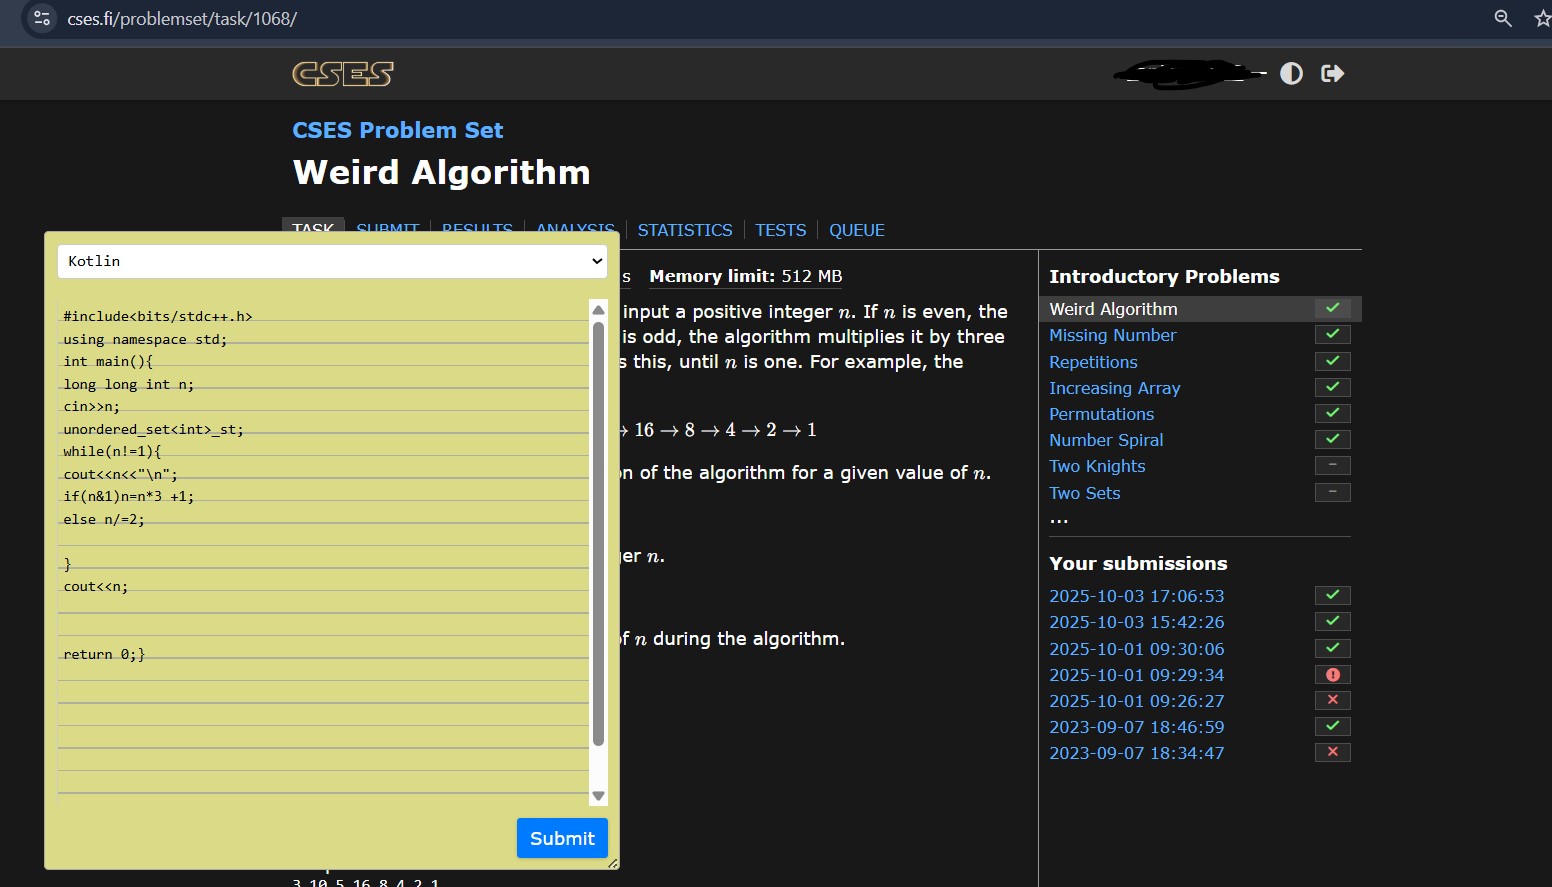 cses.fi/problemset/task/1068/
CSES
CSES Problem Set
Weird Algorithm
TASK SUBMIT RESULTS ANALYSIS STATISTICS TESTS QUEUE
Kotlin
#include<bits/stdc++.h>
using namespace std;
int main(){
long long int n;
cin>>n;
unordered_set<int>_st;
while(n!=1){
cout<<n<<"\n";
if(n&1)n=n*3 +1;
else n/=2;
}
cout<<n;
return 0;}
Submit
s Memory limit: 512 MB
input a positive integer n. If n is even, the
is odd, the algorithm multiplies it by three
s this, until n is one. For example, the
→ 16 → 8 → 4 → 2 → 1
on of the algorithm for a given value of n.
ger n.
of n during the algorithm.
3 10 5 16 8 4 2 1
Introductory Problems
Weird Algorithm
Missing Number
Repetitions
Increasing Array
Permutations
Number Spiral
Two Knights –
Two Sets –
...
Your submissions
2025-10-03 17:06:53
2025-10-03 15:42:26
2025-10-01 09:30:06
2025-10-01 09:29:34
2025-10-01 09:26:27
2023-09-07 18:46:59
2023-09-07 18:34:47